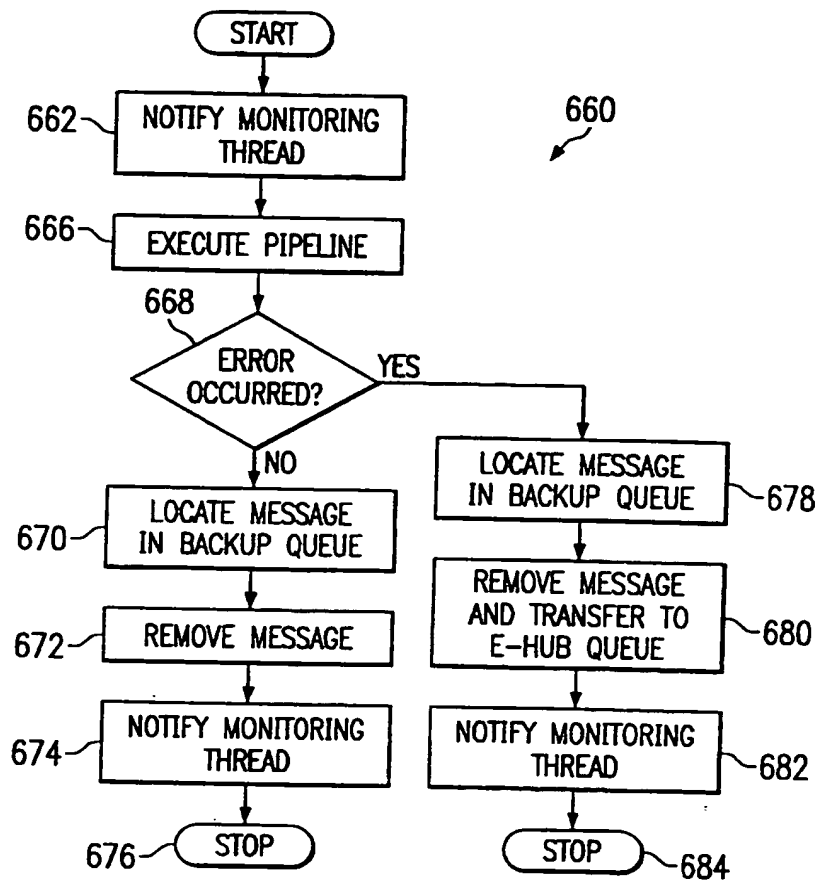 START
662
NOTIFY MONITORING
THREAD
660
666
EXECUTE PIPELINE
668
ERROR
OCCURRED?
YES
NO
670
LOCATE MESSAGE
IN BACKUP QUEUE
672
REMOVE MESSAGE
674
NOTIFY MONITORING
THREAD
676
STOP
LOCATE MESSAGE
IN BACKUP QUEUE
678
REMOVE MESSAGE
AND TRANSFER TO
E-HUB QUEUE
680
NOTIFY MONITORING
THREAD
682
STOP
684